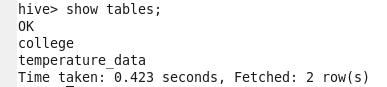 hive> show tables;
OK
college
temperature_data
Time taken: 0.423 seconds, Fetched: 2 row(s)